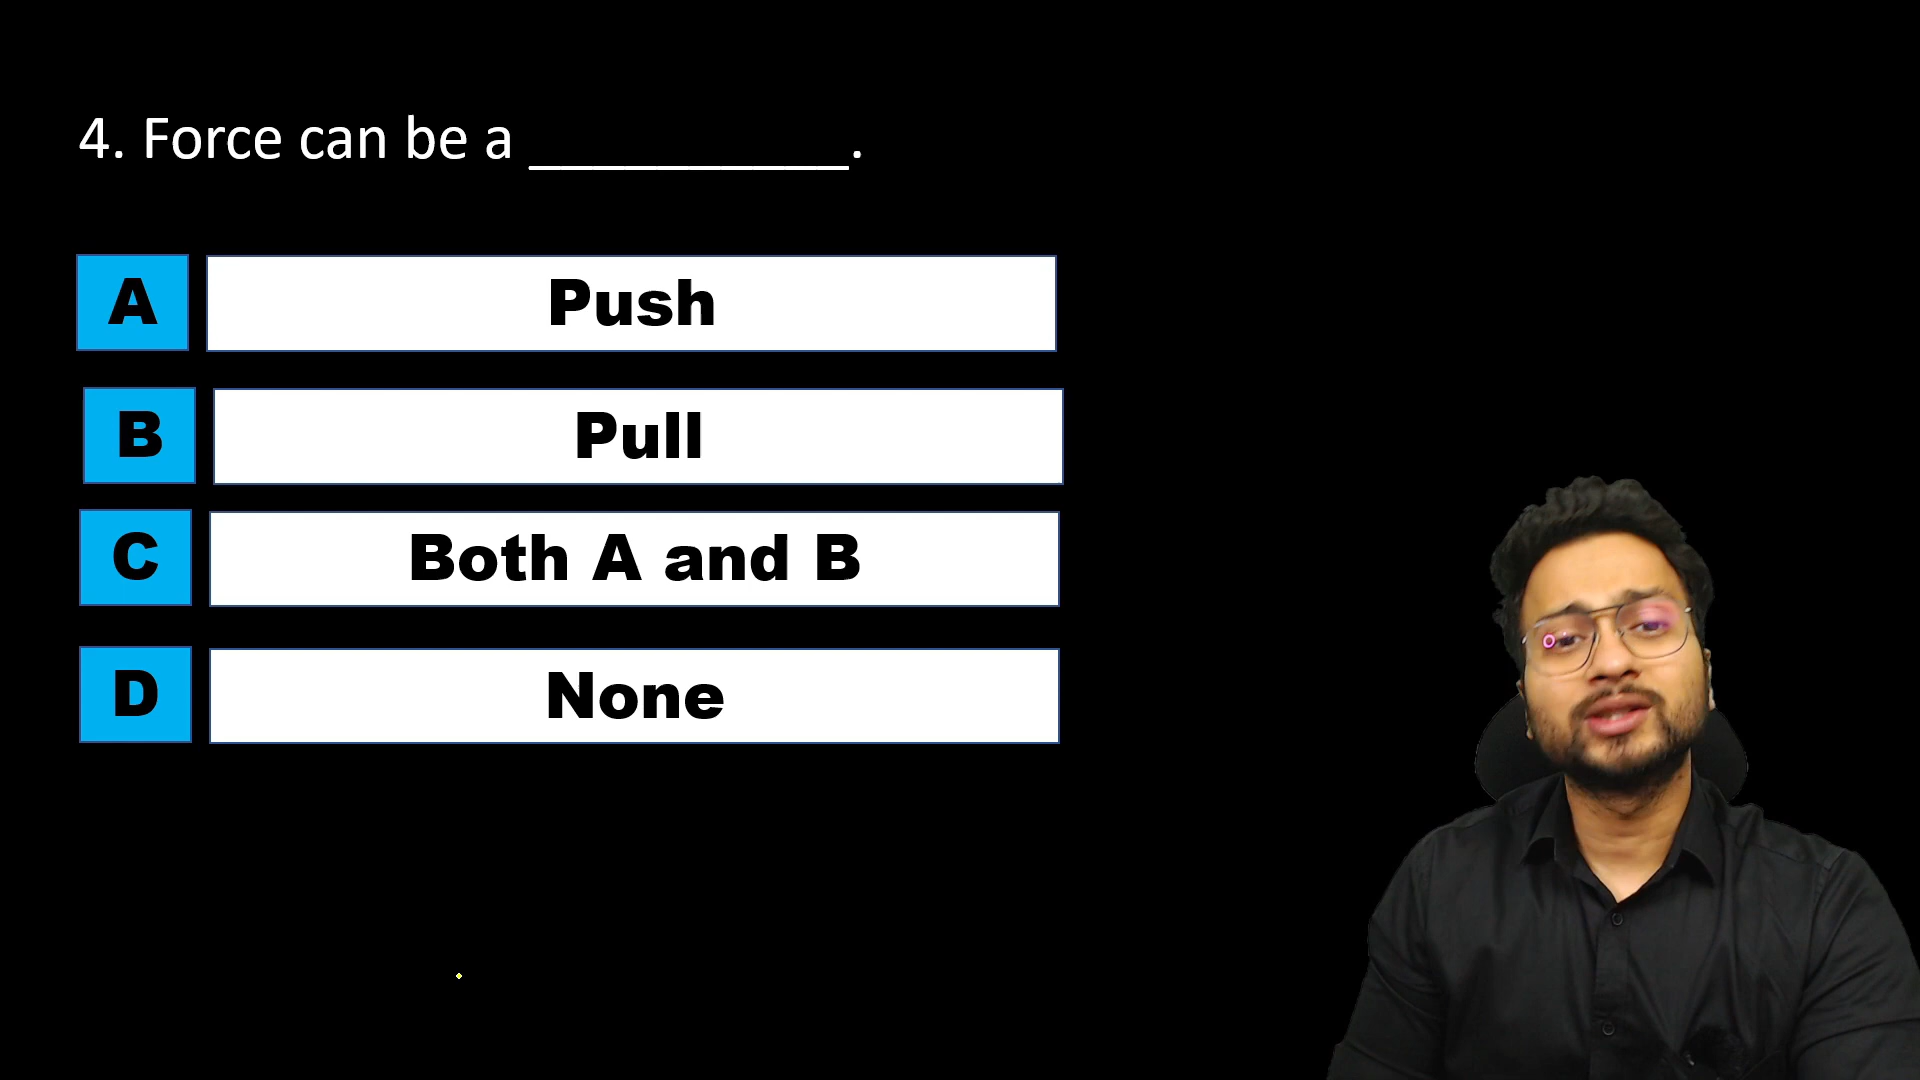 4. Force can be a __________.
A Push
B Pull
C Both A and B
D None